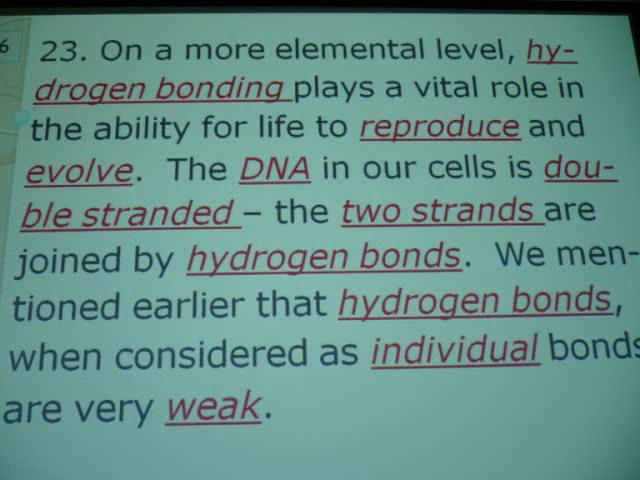 6
23. On a more elemental level, hy-
drogen bonding plays a vital role in
the ability for life to reproduce and
evolve. The DNA in our cells is dou-
ble stranded – the two strands are
joined by hydrogen bonds. We men-
tioned earlier that hydrogen bonds,
when considered as individual bonds
are very weak.